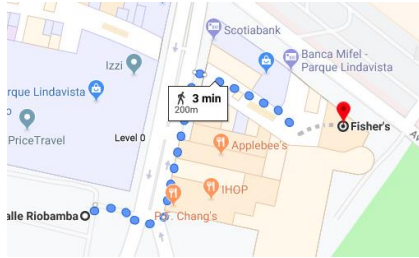 Scotiabank
Izzi
Banca Mifel -
Parque Lindavista
rque Lindavista
3 min
200m
Fisher's
Level 0
PriceTravel
Applebee's
IHOP
alle Riobamba
P.F. Chang's